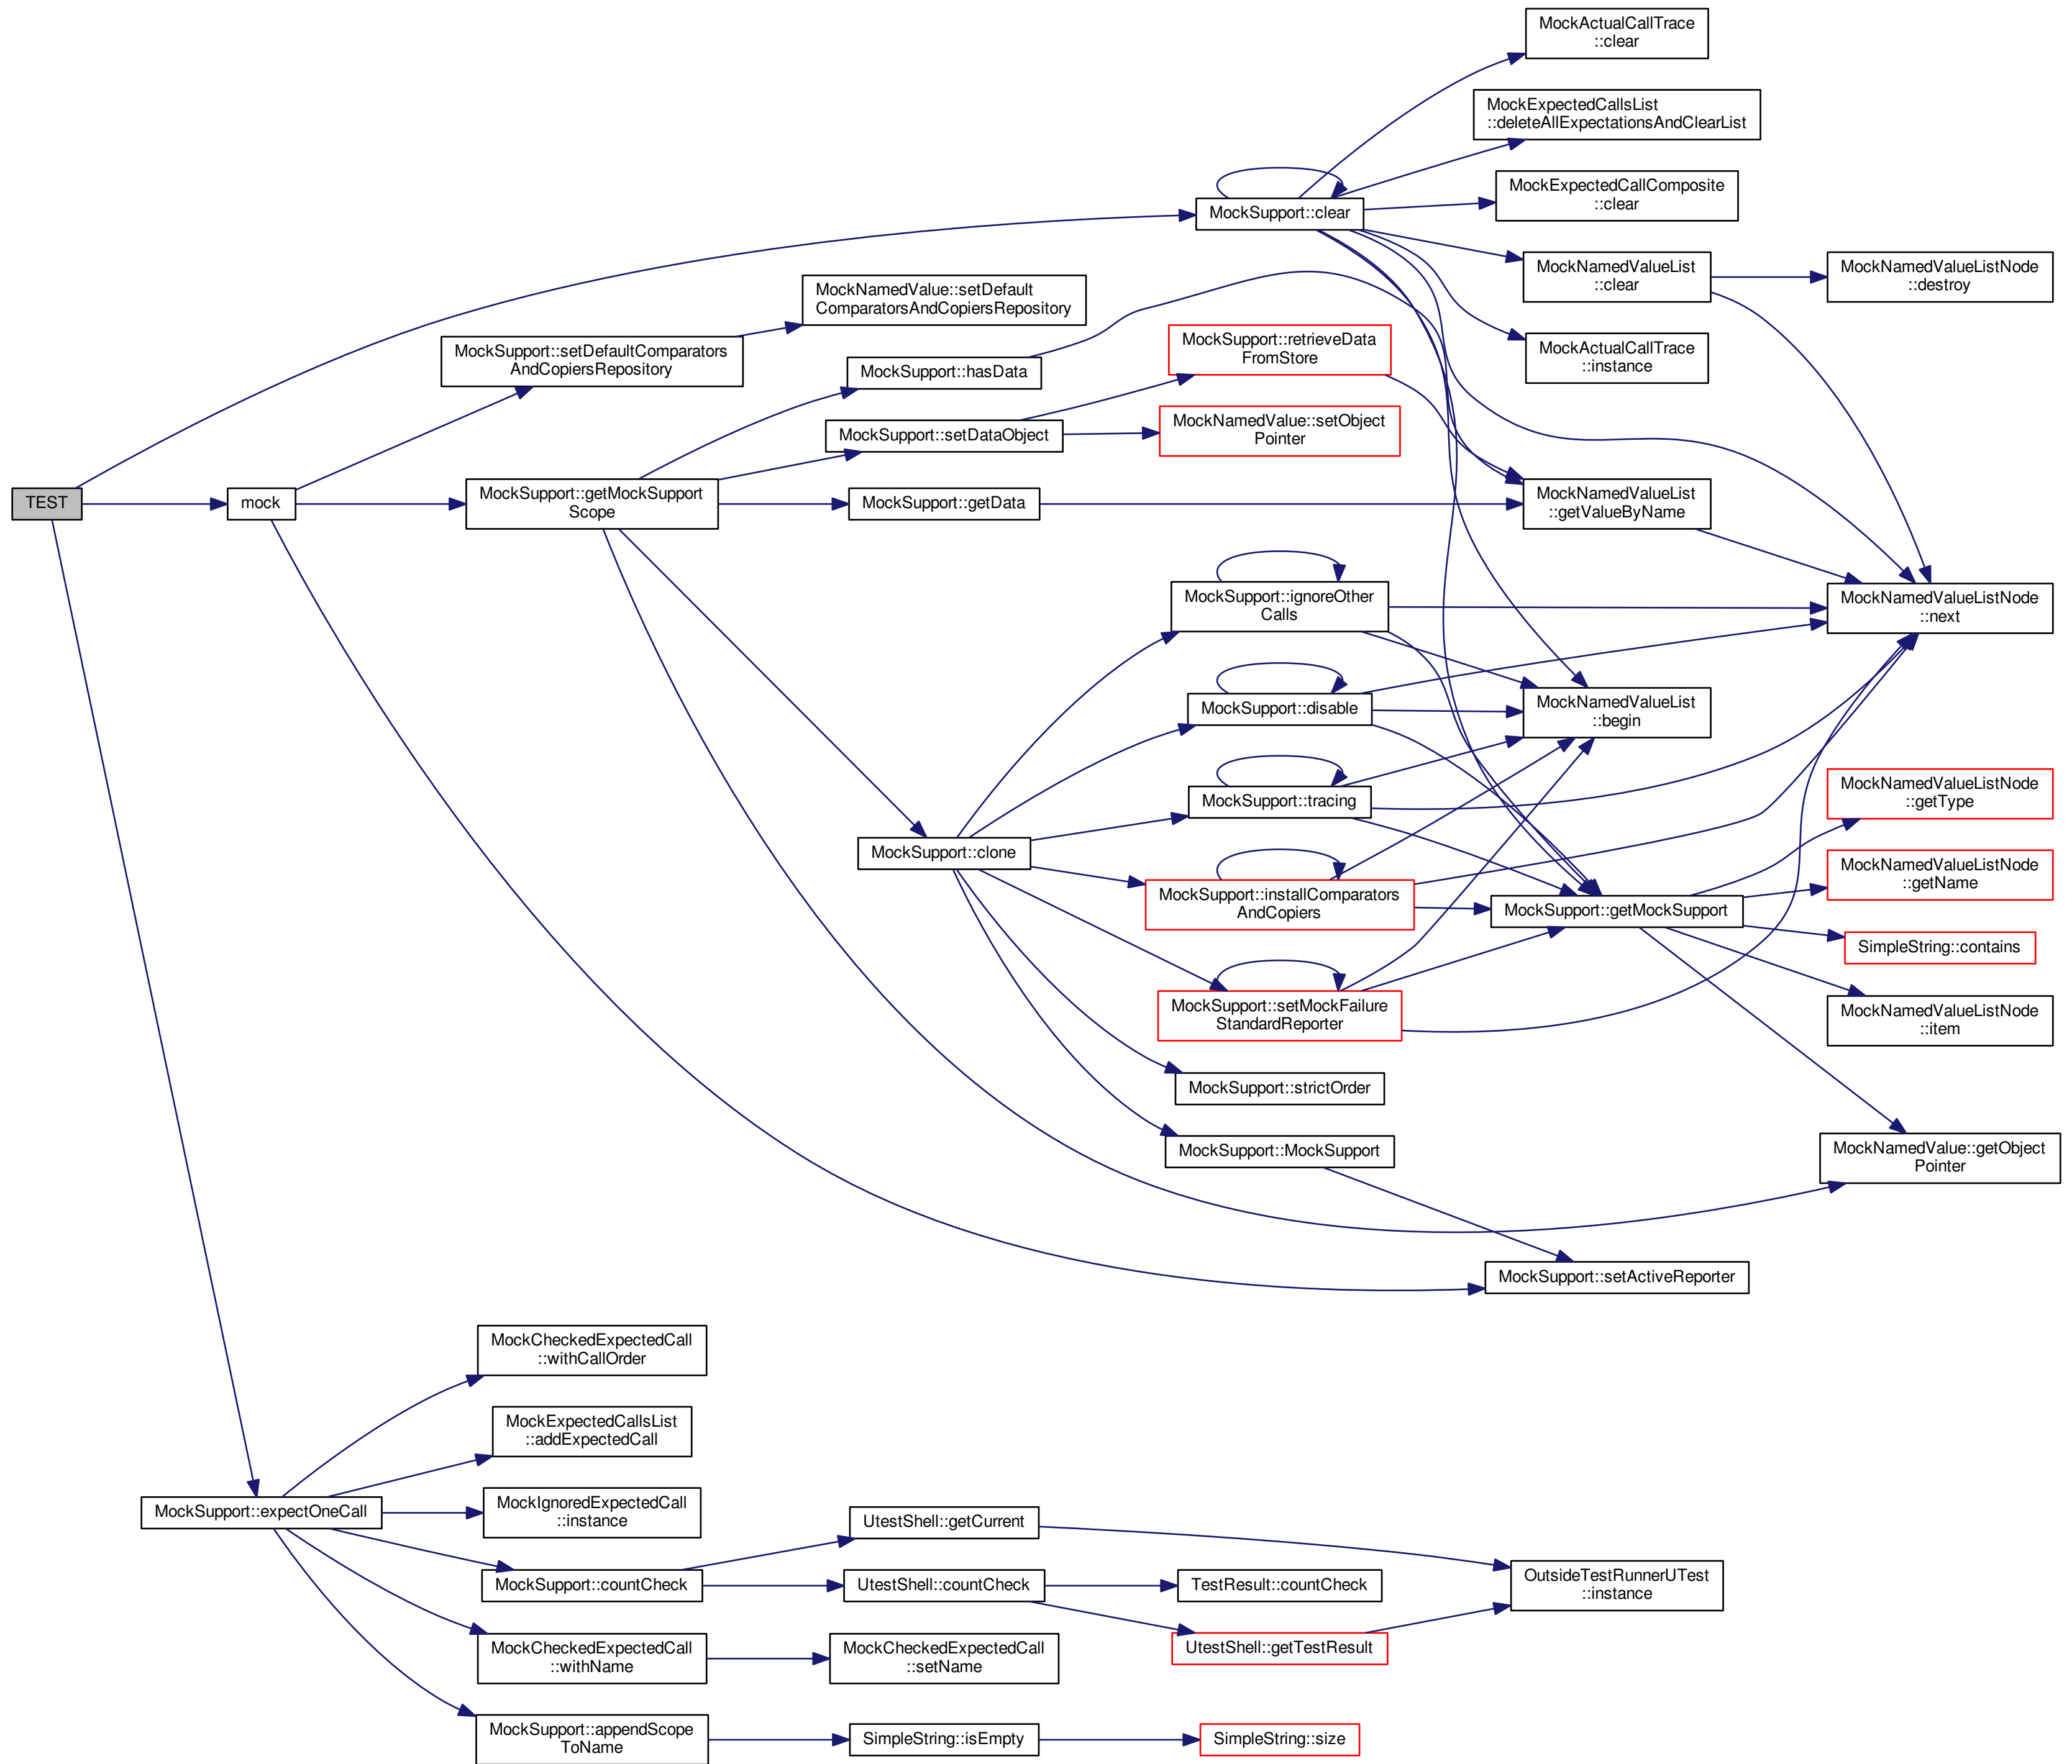 MockActualCallTrace
::clear
MockExpectedCallsList
::deleteAllExpectationsAndClearList
MockExpectedCallComposite
::clear
MockSupport::clear
MockNamedValueList
::clear
MockNamedValueListNode
::destroy
MockNamedValue::setDefault
ComparatorsAndCopiersRepository
MockSupport::setDefaultComparators
AndCopiersRepository
MockSupport::retrieveData
FromStore
MockActualCallTrace
::instance
MockSupport::hasData
MockSupport::setDataObject
MockNamedValue::setObject
Pointer
TEST
mock
MockSupport::getMockSupport
Scope
MockSupport::getData
MockNamedValueList
::getValueByName
MockSupport::ignoreOther
Calls
MockNamedValueListNode
::next
MockSupport::disable
MockNamedValueList
::begin
MockSupport::tracing
MockNamedValueListNode
::getType
MockSupport::clone
MockSupport::installComparators
AndCopiers
MockSupport::getMockSupport
MockNamedValueListNode
::getName
SimpleString::contains
MockSupport::setMockFailure
StandardReporter
MockNamedValueListNode
::item
MockSupport::strictOrder
MockSupport::MockSupport
MockNamedValue::getObject
Pointer
MockSupport::setActiveReporter
MockCheckedExpectedCall
::withCallOrder
MockExpectedCallsList
::addExpectedCall
MockSupport::expectOneCall
MockIgnoredExpectedCall
::instance
UtestShell::getCurrent
MockSupport::countCheck
UtestShell::countCheck
TestResult::countCheck
OutsideTestRunnerUTest
::instance
MockCheckedExpectedCall
::withName
MockCheckedExpectedCall
::setName
UtestShell::getTestResult
MockSupport::appendScope
ToName
SimpleString::isEmpty
SimpleString::size